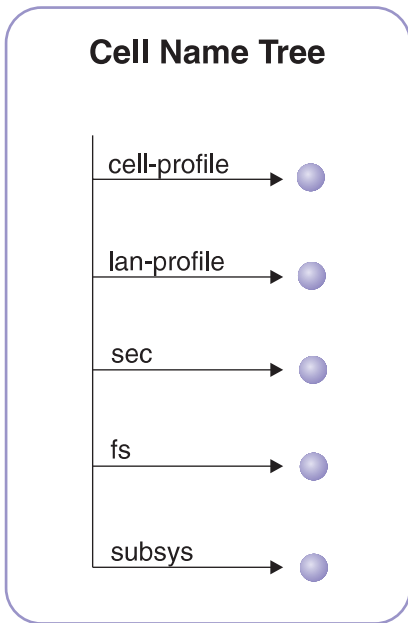 Cell Name Tree
cell-profile
lan-profile
sec
fs
subsys